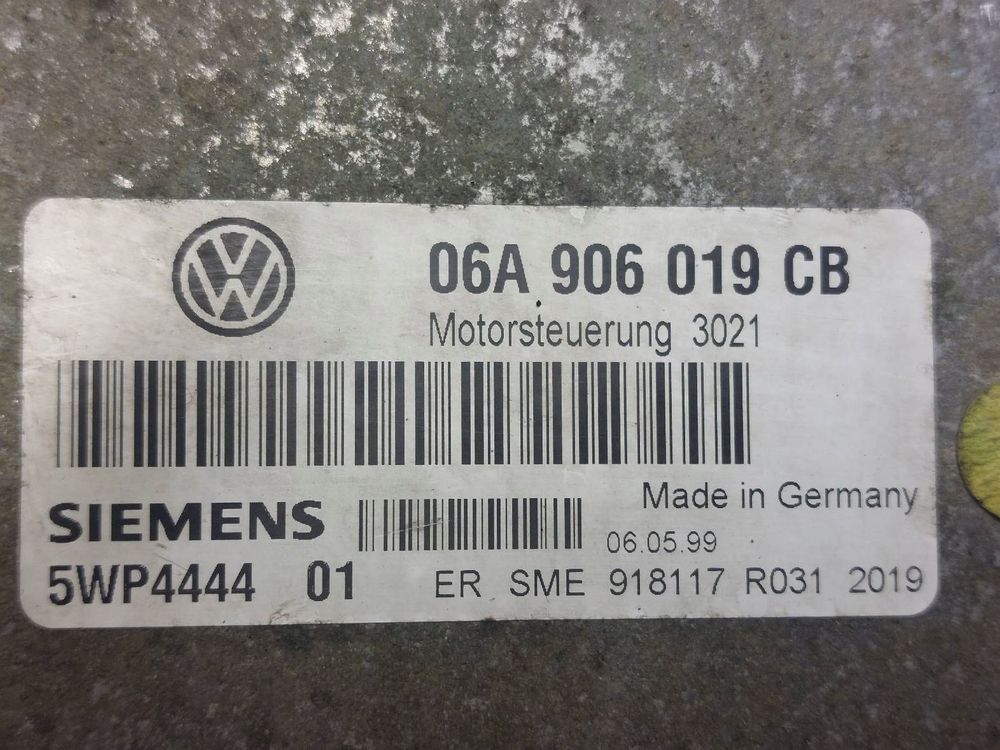 06A 906 019 CB
Motorsteuerung 3021
SIEMENS
Made in Germany
06.05.99
5WP4444 01 ER SME 918117 R031 2019